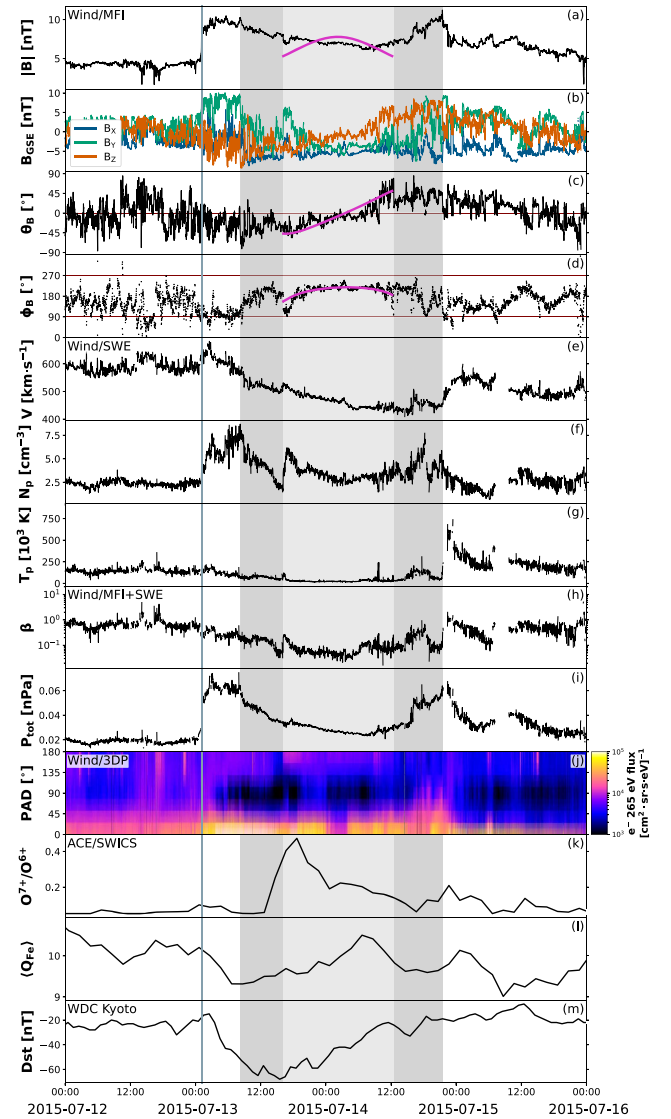 Wind/MFI
(a)
|B| [nT]
10
5
(b)
B_GSE [nT]
10
5
0
−5
B_X
B_Y
B_Z
(c)
θ_B [°]
90
45
0
−45
−90
(d)
ϕ_B [°]
270
180
90
0
Wind/SWE
(e)
V [km·s⁻¹]
600
500
400
(f)
N_p [cm⁻³]
7.5
5.0
2.5
(g)
T_p [10³ K]
750
500
250
0
Wind/MFI+SWE
(h)
β
10¹
10⁻¹
(i)
P_tot [nPa]
0.06
0.04
0.02
Wind/3DP
(j)
PAD [°]
180
135
90
45
0
10⁵
10⁴
10³
e⁻ 265 eV flux
[cm²·sr·s·eV]⁻¹
ACE/SWICS
(k)
O⁷⁺/O⁶⁺
0.4
0.2
(l)
⟨Q_Fe⟩
10
9
WDC Kyoto
(m)
Dst [nT]
−20
−40
−60
00:00 12:00 00:00 12:00 00:00 12:00 00:00 12:00 00:00
2015-07-12 2015-07-13 2015-07-14 2015-07-15 2015-07-16